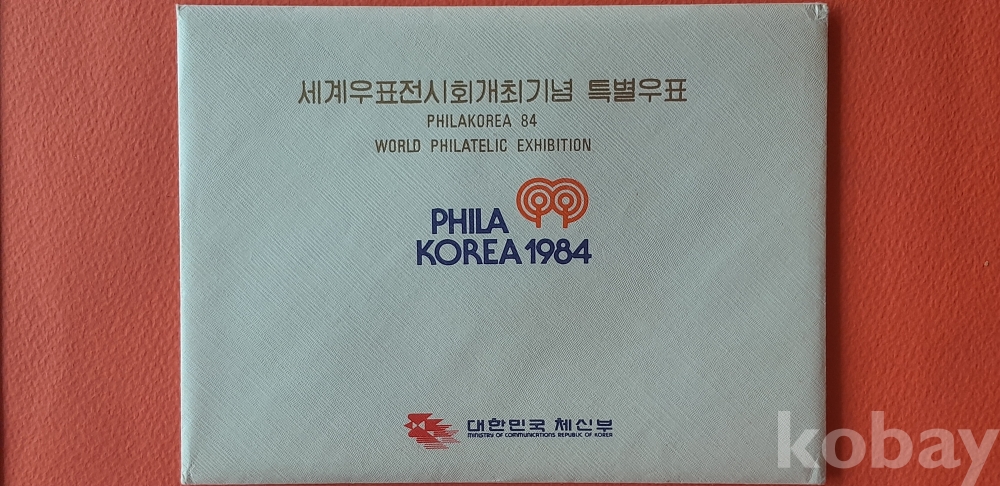 세계우표전시회개최기념 특별우표
PHILAKOREA 84
WORLD PHILATELIC EXHIBITION
PHILA
KOREA 1984
대한민국 체신부
MINISTRY OF COMMUNICATIONS REPUBLIC OF KOREA
kobay